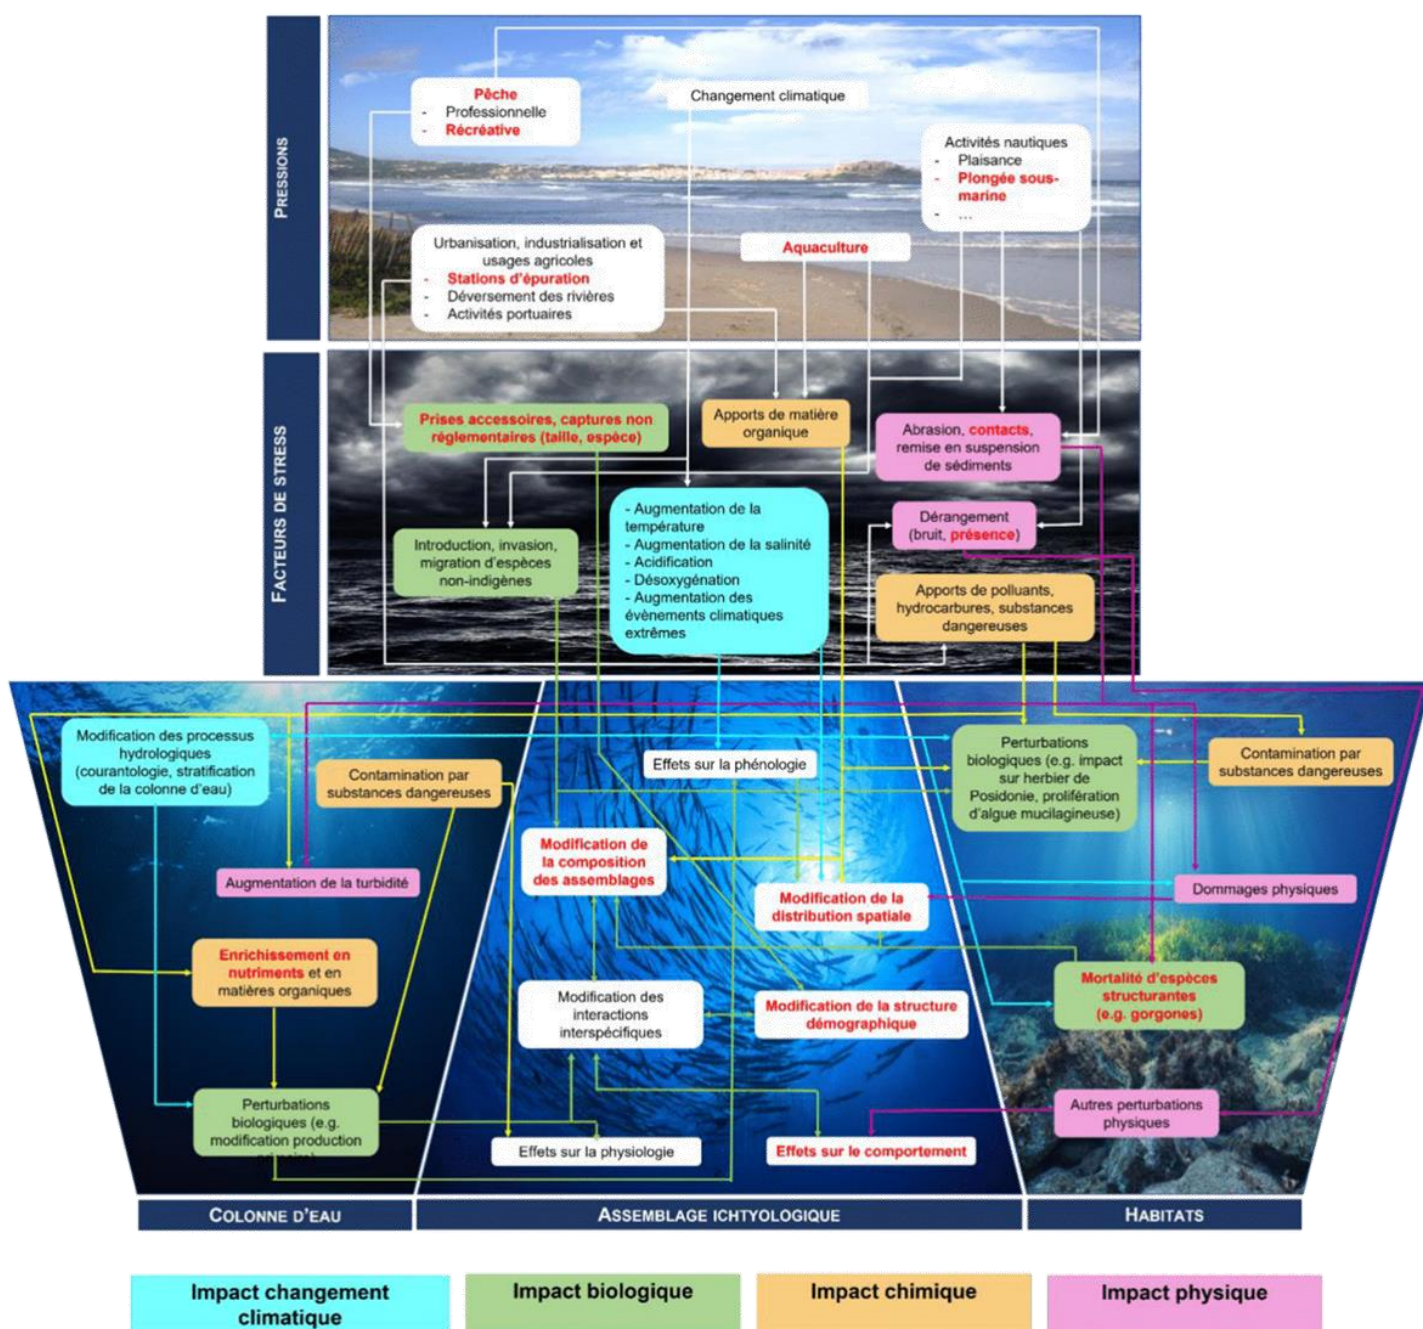 PRESSIONS
Pêche
- Professionnelle
- Récréative
Changement climatique
Activités nautiques
- Plaisance
- Plongée sous-
marine
- ...
Urbanisation, industrialisation et
usages agricoles
- Stations d'épuration
- Déversement des rivières
- Activités portuaires
Aquaculture
FACTEURS DE STRESS
Prises accessoires, captures non
réglementaires (taille, espèce)
Apports de matière
organique
Abrasion, contacts,
remise en suspension
de sédiments
Introduction, invasion,
migration d'espèces
non-indigènes
- Augmentation de la
température
- Augmentation de la salinité
- Acidification
- Désoxygénation
- Augmentation des
évènements climatiques
extrêmes
Dérangement
(bruit, présence)
Apports de polluants,
hydrocarbures, substances
dangereuses
Modification des processus
hydrologiques
(courantologie, stratification
de la colonne d'eau)
Contamination par
substances dangereuses
Augmentation de la turbidité
Enrichissement en
nutriments et en
matières organiques
Perturbations
biologiques (e.g.
modification production
Effets sur la phénologie
Modification de
la composition
des assemblages
Modification de la
distribution spatiale
Modification des
interactions
interspécifiques
Modification de la structure
démographique
Effets sur la physiologie
Effets sur le comportement
Perturbations
biologiques (e.g. impact
sur herbier de
Posidonie, prolifération
d'algue mucilagineuse)
Contamination par
substances dangereuses
Dommages physiques
Mortalité d'espèces
structurantes
(e.g. gorgones)
Autres perturbations
physiques
COLONNE D'EAU
ASSEMBLAGE ICHTYOLOGIQUE
HABITATS
Impact changement
climatique
Impact biologique
Impact chimique
Impact physique